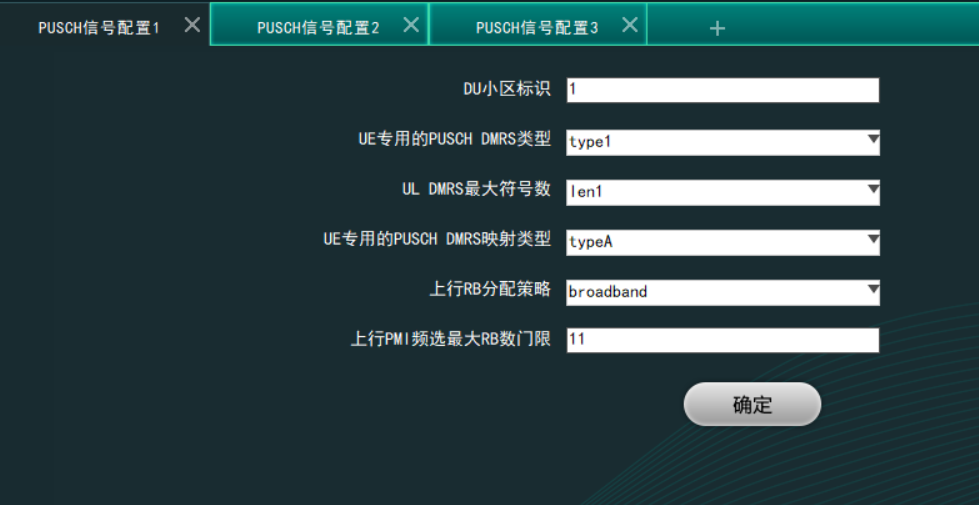 PUSCH信号配置1 PUSCH信号配置2 PUSCH信号配置3
DU小区标识 1
UE专用的PUSCH DMRS类型 type1
UL DMRS最大符号数 len1
UE专用的PUSCH DMRS映射类型 typeA
上行RB分配策略 broadband
上行PMI频选最大RB数门限 11
确定